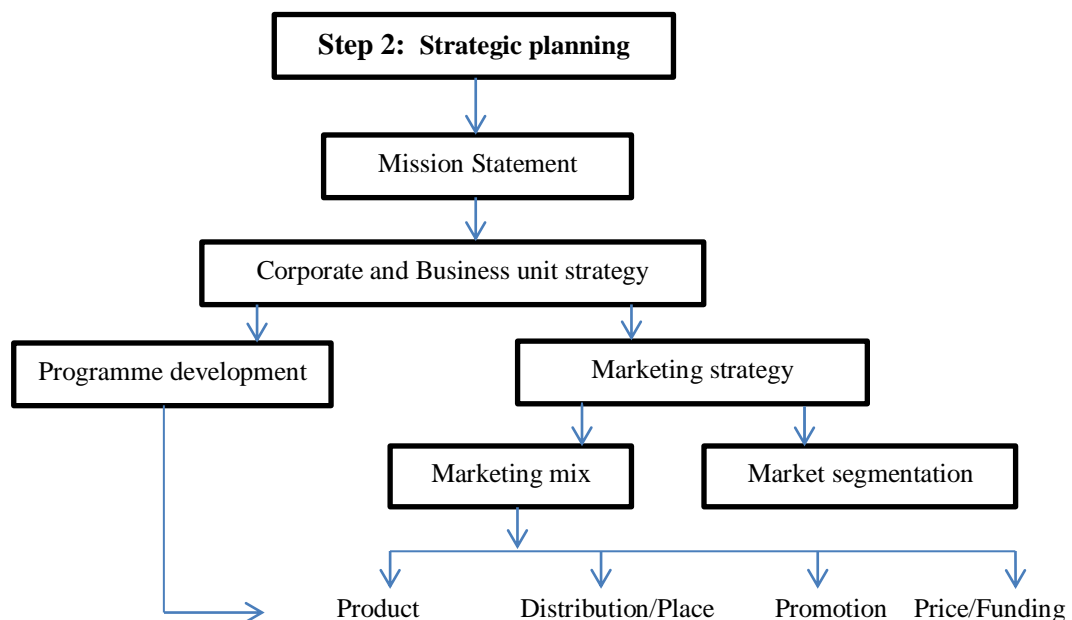 Step 2: Strategic planning
Mission Statement
Corporate and Business unit strategy
Programme development
Marketing strategy
Marketing mix
Market segmentation
Product
Distribution/Place
Promotion
Price/Funding